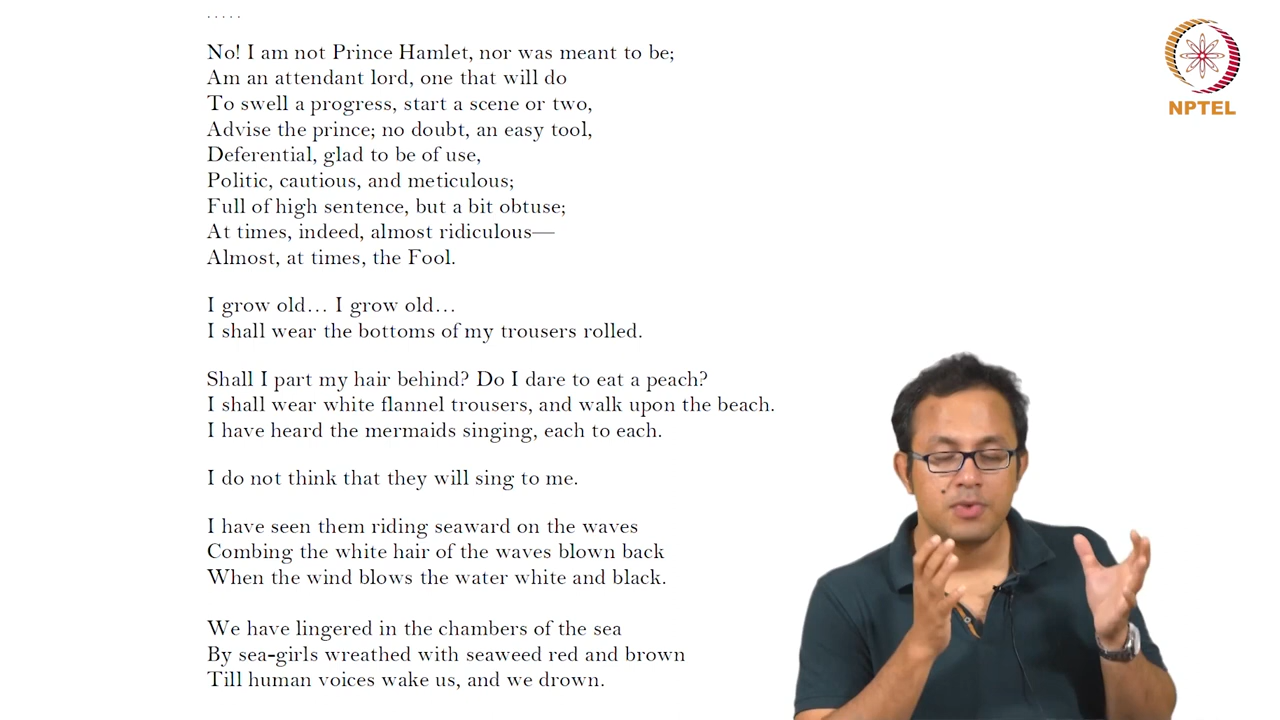 .....
No! I am not Prince Hamlet, nor was meant to be;
Am an attendant lord, one that will do
To swell a progress, start a scene or two,
Advise the prince; no doubt, an easy tool,
Deferential, glad to be of use,
Politic, cautious, and meticulous;
Full of high sentence, but a bit obtuse;
At times, indeed, almost ridiculous—
Almost, at times, the Fool.
I grow old… I grow old…
I shall wear the bottoms of my trousers rolled.
Shall I part my hair behind? Do I dare to eat a peach?
I shall wear white flannel trousers, and walk upon the beach.
I have heard the mermaids singing, each to each.
I do not think that they will sing to me.
I have seen them riding seaward on the waves
Combing the white hair of the waves blown back
When the wind blows the water white and black.
We have lingered in the chambers of the sea
By sea-girls wreathed with seaweed red and brown
Till human voices wake us, and we drown.
NPTEL